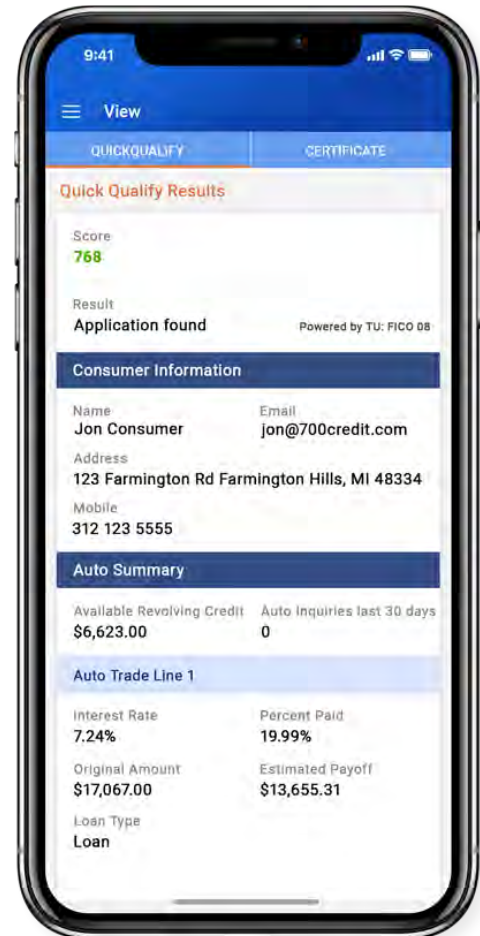 9:41
View
QUICKQUALIFY CERTIFICATE
Quick Qualify Results
Score
768
Result
Application found Powered by TU: FICO 08
Consumer Information
Name Email
Jon Consumer jon@700credit.com
Address
123 Farmington Rd Farmington Hills, MI 48334
Mobile
312 123 5555
Auto Summary
Available Revolving Credit Auto Inquiries last 30 days
$6,623.00 0
Auto Trade Line 1
Interest Rate Percent Paid
7.24% 19.99%
Original Amount Estimated Payoff
$17,067.00 $13,655.31
Loan Type
Loan